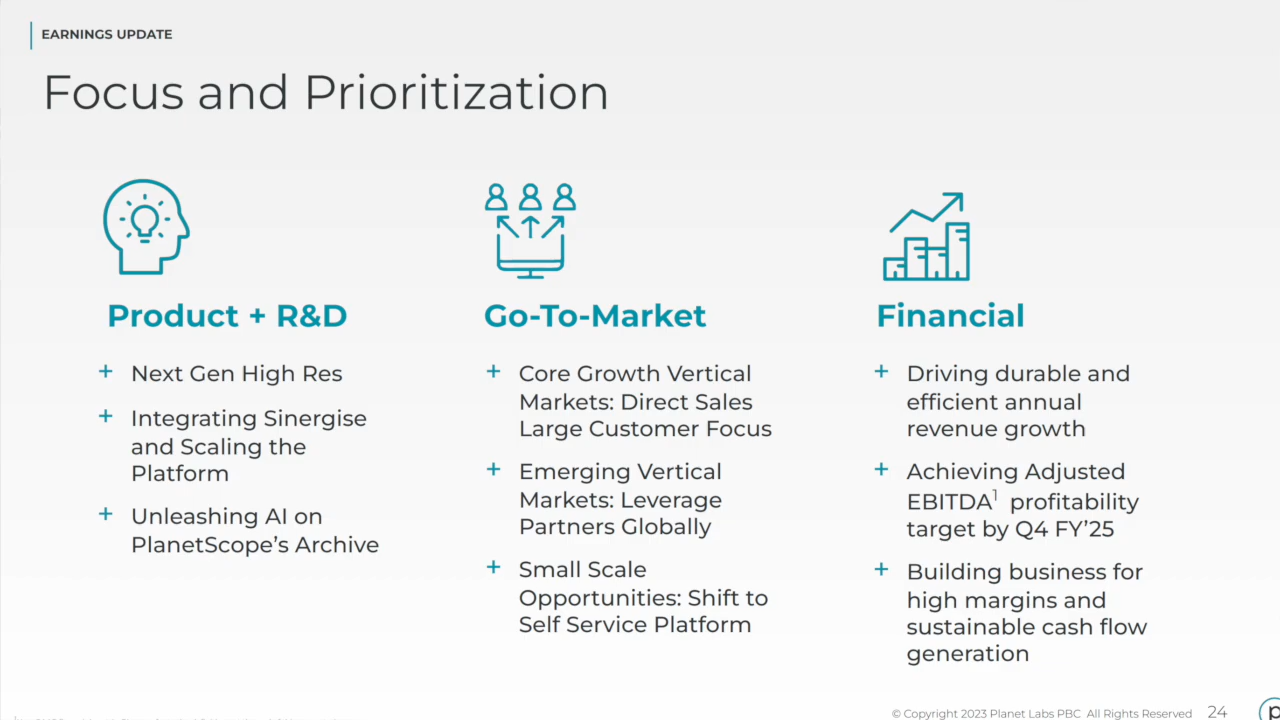 EARNINGS UPDATE
Focus and Prioritization
Product + R&D
+ Next Gen High Res
+ Integrating Sinergise
and Scaling the
Platform
+ Unleashing AI on
PlanetScope’s Archive
Go-To-Market
+ Core Growth Vertical
Markets: Direct Sales
Large Customer Focus
+ Emerging Vertical
Markets: Leverage
Partners Globally
+ Small Scale
Opportunities: Shift to
Self Service Platform
Financial
+ Driving durable and
efficient annual
revenue growth
+ Achieving Adjusted
EBITDA¹ profitability
target by Q4 FY’25
+ Building business for
high margins and
sustainable cash flow
generation
© Copyright 2023 Planet Labs PBC All Rights Reserved 24
p